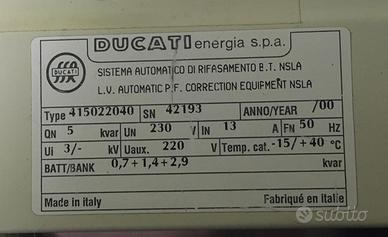 DUCATI energia s.p.a.
DUCATI
SISTEMA AUTOMATICO DI RIFASAMENTO B.T. NSLA
L.V. AUTOMATIC P.F. CORRECTION EQUIPMENT NSLA
Type 415022040 SN 42193 ANNO/YEAR /00
QN 5 kvar UN 230 V IN 13 A FN 50 Hz
Ui 3/- kV Uaux. 220 V Temp. cat. -15/+40 °C
BATT/BANK 0,7+1,4+2,9 kvar
Made in italy Fabriqué en italie
subito